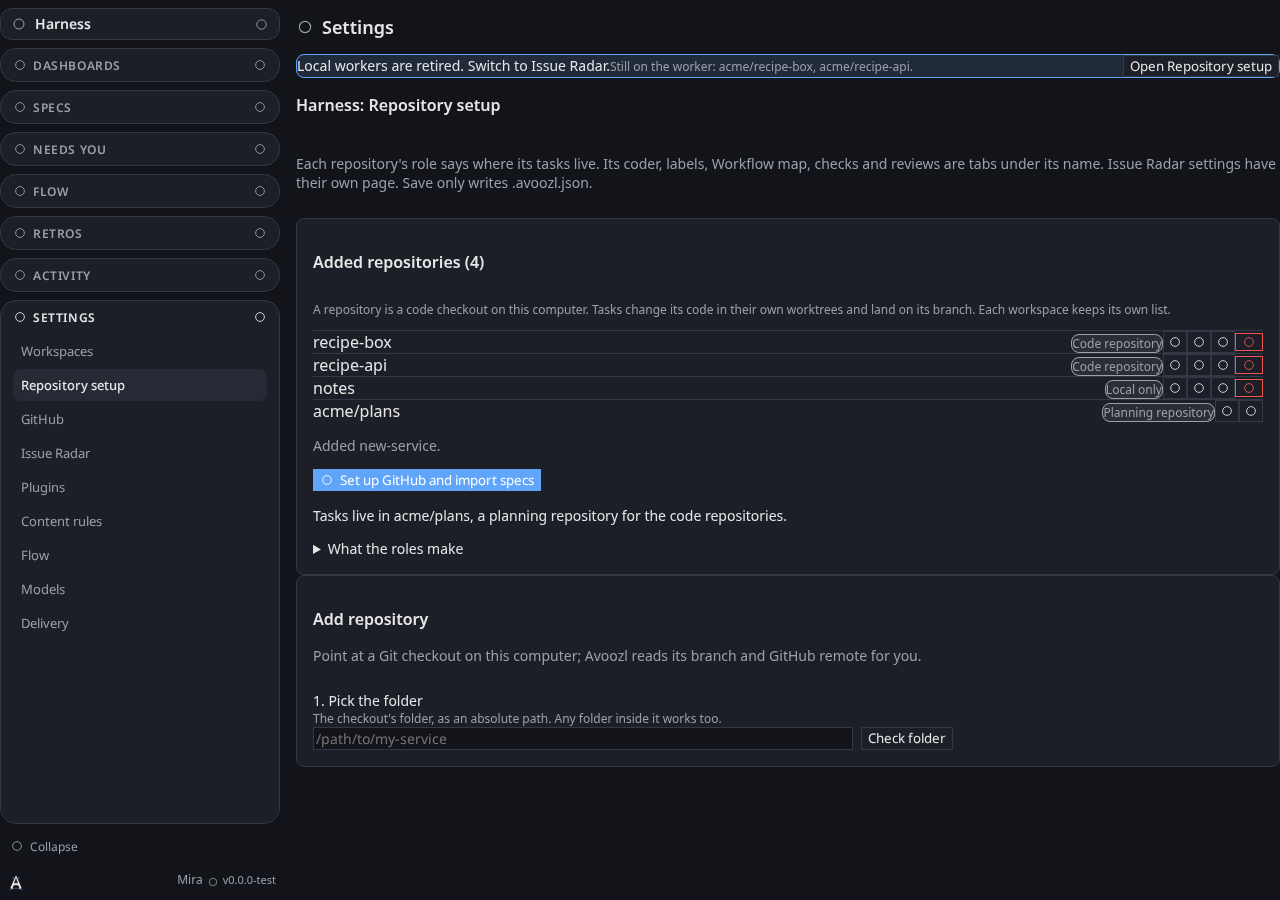 Harness
DASHBOARDS
SPECS
NEEDS YOU
FLOW
RETROS
ACTIVITY
SETTINGS
Workspaces
Repository setup
GitHub
Issue Radar
Plugins
Content rules
Flow
Models
Delivery
Collapse
Mira v0.0.0-test
Settings
Local workers are retired. Switch to Issue Radar. Still on the worker: acme/recipe-box, acme/recipe-api. Open Repository setup
Harness: Repository setup
Each repository's role says where its tasks live. Its coder, labels, Workflow map, checks and reviews are tabs under its name. Issue Radar settings have
their own page. Save only writes .avoozl.json.
Added repositories (4)
A repository is a code checkout on this computer. Tasks change its code in their own worktrees and land on its branch. Each workspace keeps its own list.
recipe-box Code repository
recipe-api Code repository
notes Local only
acme/plans Planning repository
Added new-service.
Set up GitHub and import specs
Tasks live in acme/plans, a planning repository for the code repositories.
What the roles make
Add repository
Point at a Git checkout on this computer; Avoozl reads its branch and GitHub remote for you.
1. Pick the folder
The checkout's folder, as an absolute path. Any folder inside it works too.
/path/to/my-service Check folder